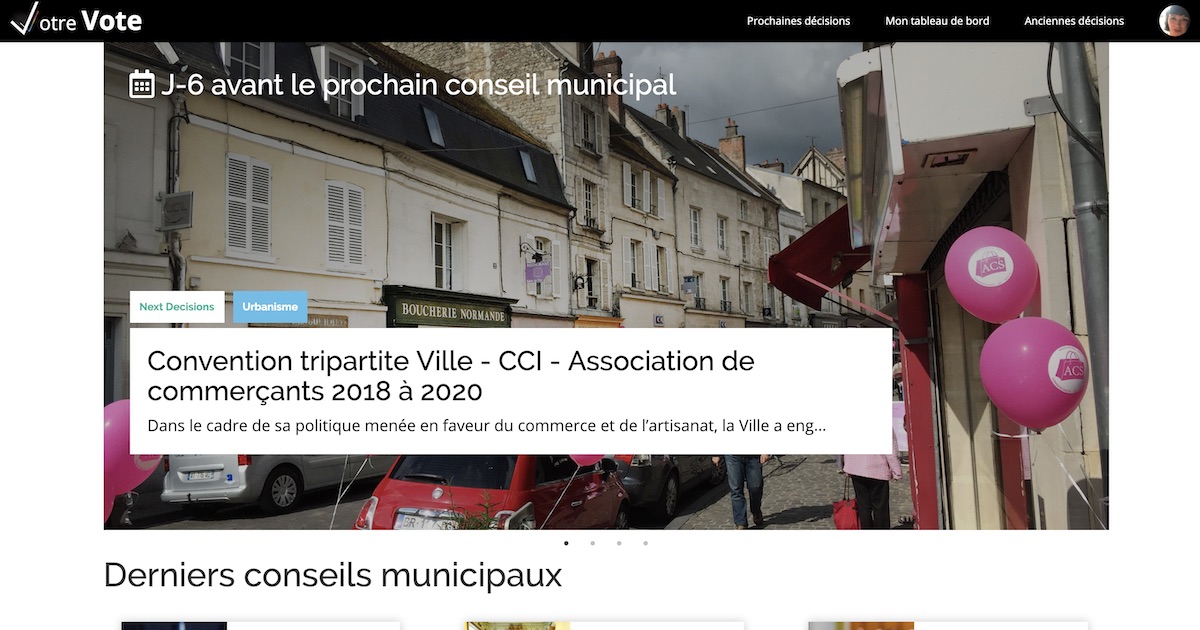 Votre Vote
Prochaines décisions
Mon tableau de bord
Anciennes décisions
J-6 avant le prochain conseil municipal
ACS
BOUCHERIE NORMANDE
Next Decisions
Urbanisme
Convention tripartite Ville - CCI - Association de
commerçants 2018 à 2020
Dans le cadre de sa politique menée en faveur du commerce et de l’artisanat, la Ville a eng...
ACS
Derniers conseils municipaux